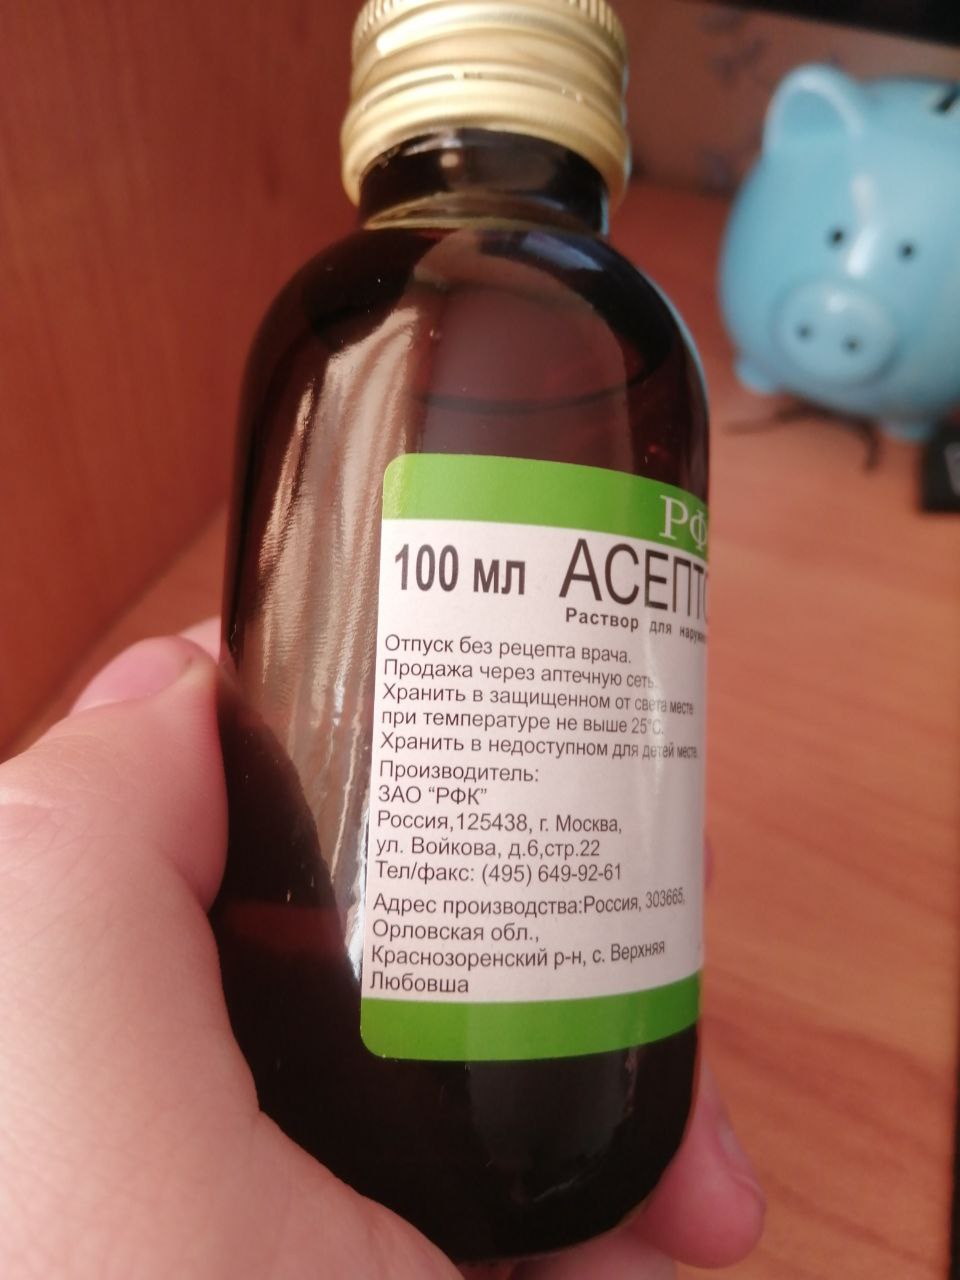 РФ
100 мл АСЕПТО
Раствор для наружн
Отпуск без рецепта врача.
Продажа через аптечную сеть.
Хранить в защищенном от света месте
при температуре не выше 25°С.
Хранить в недоступном для детей месте.
Производитель:
ЗАО “РФК”
Россия,125438, г. Москва,
ул. Войкова, д.6,стр.22
Тел/факс: (495) 649-92-61
Адрес производства:Россия, 303665,
Орловская обл.,
Краснозоренский р-н, с. Верхняя
Любовша